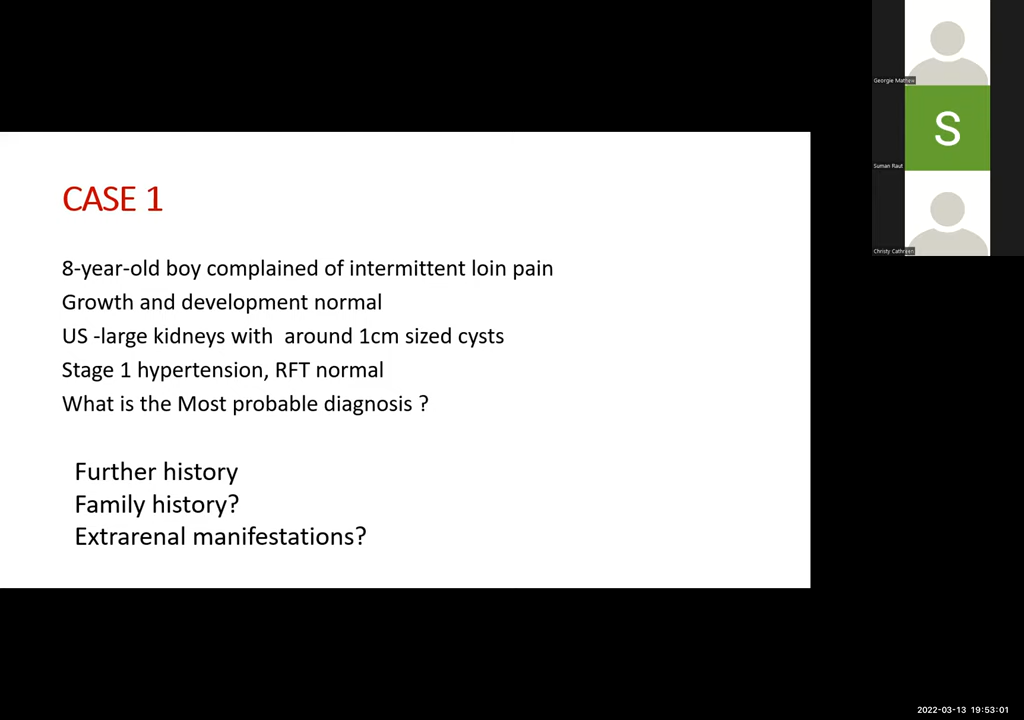 CASE 1
8-year-old boy complained of intermittent loin pain
Growth and development normal
US -large kidneys with around 1cm sized cysts
Stage 1 hypertension, RFT normal
What is the Most probable diagnosis ?
Further history
Family history?
Extrarenal manifestations?
Georgie Mathew
S
Suman Raut
Christy Cathreen
2022-03-13 19:53:01